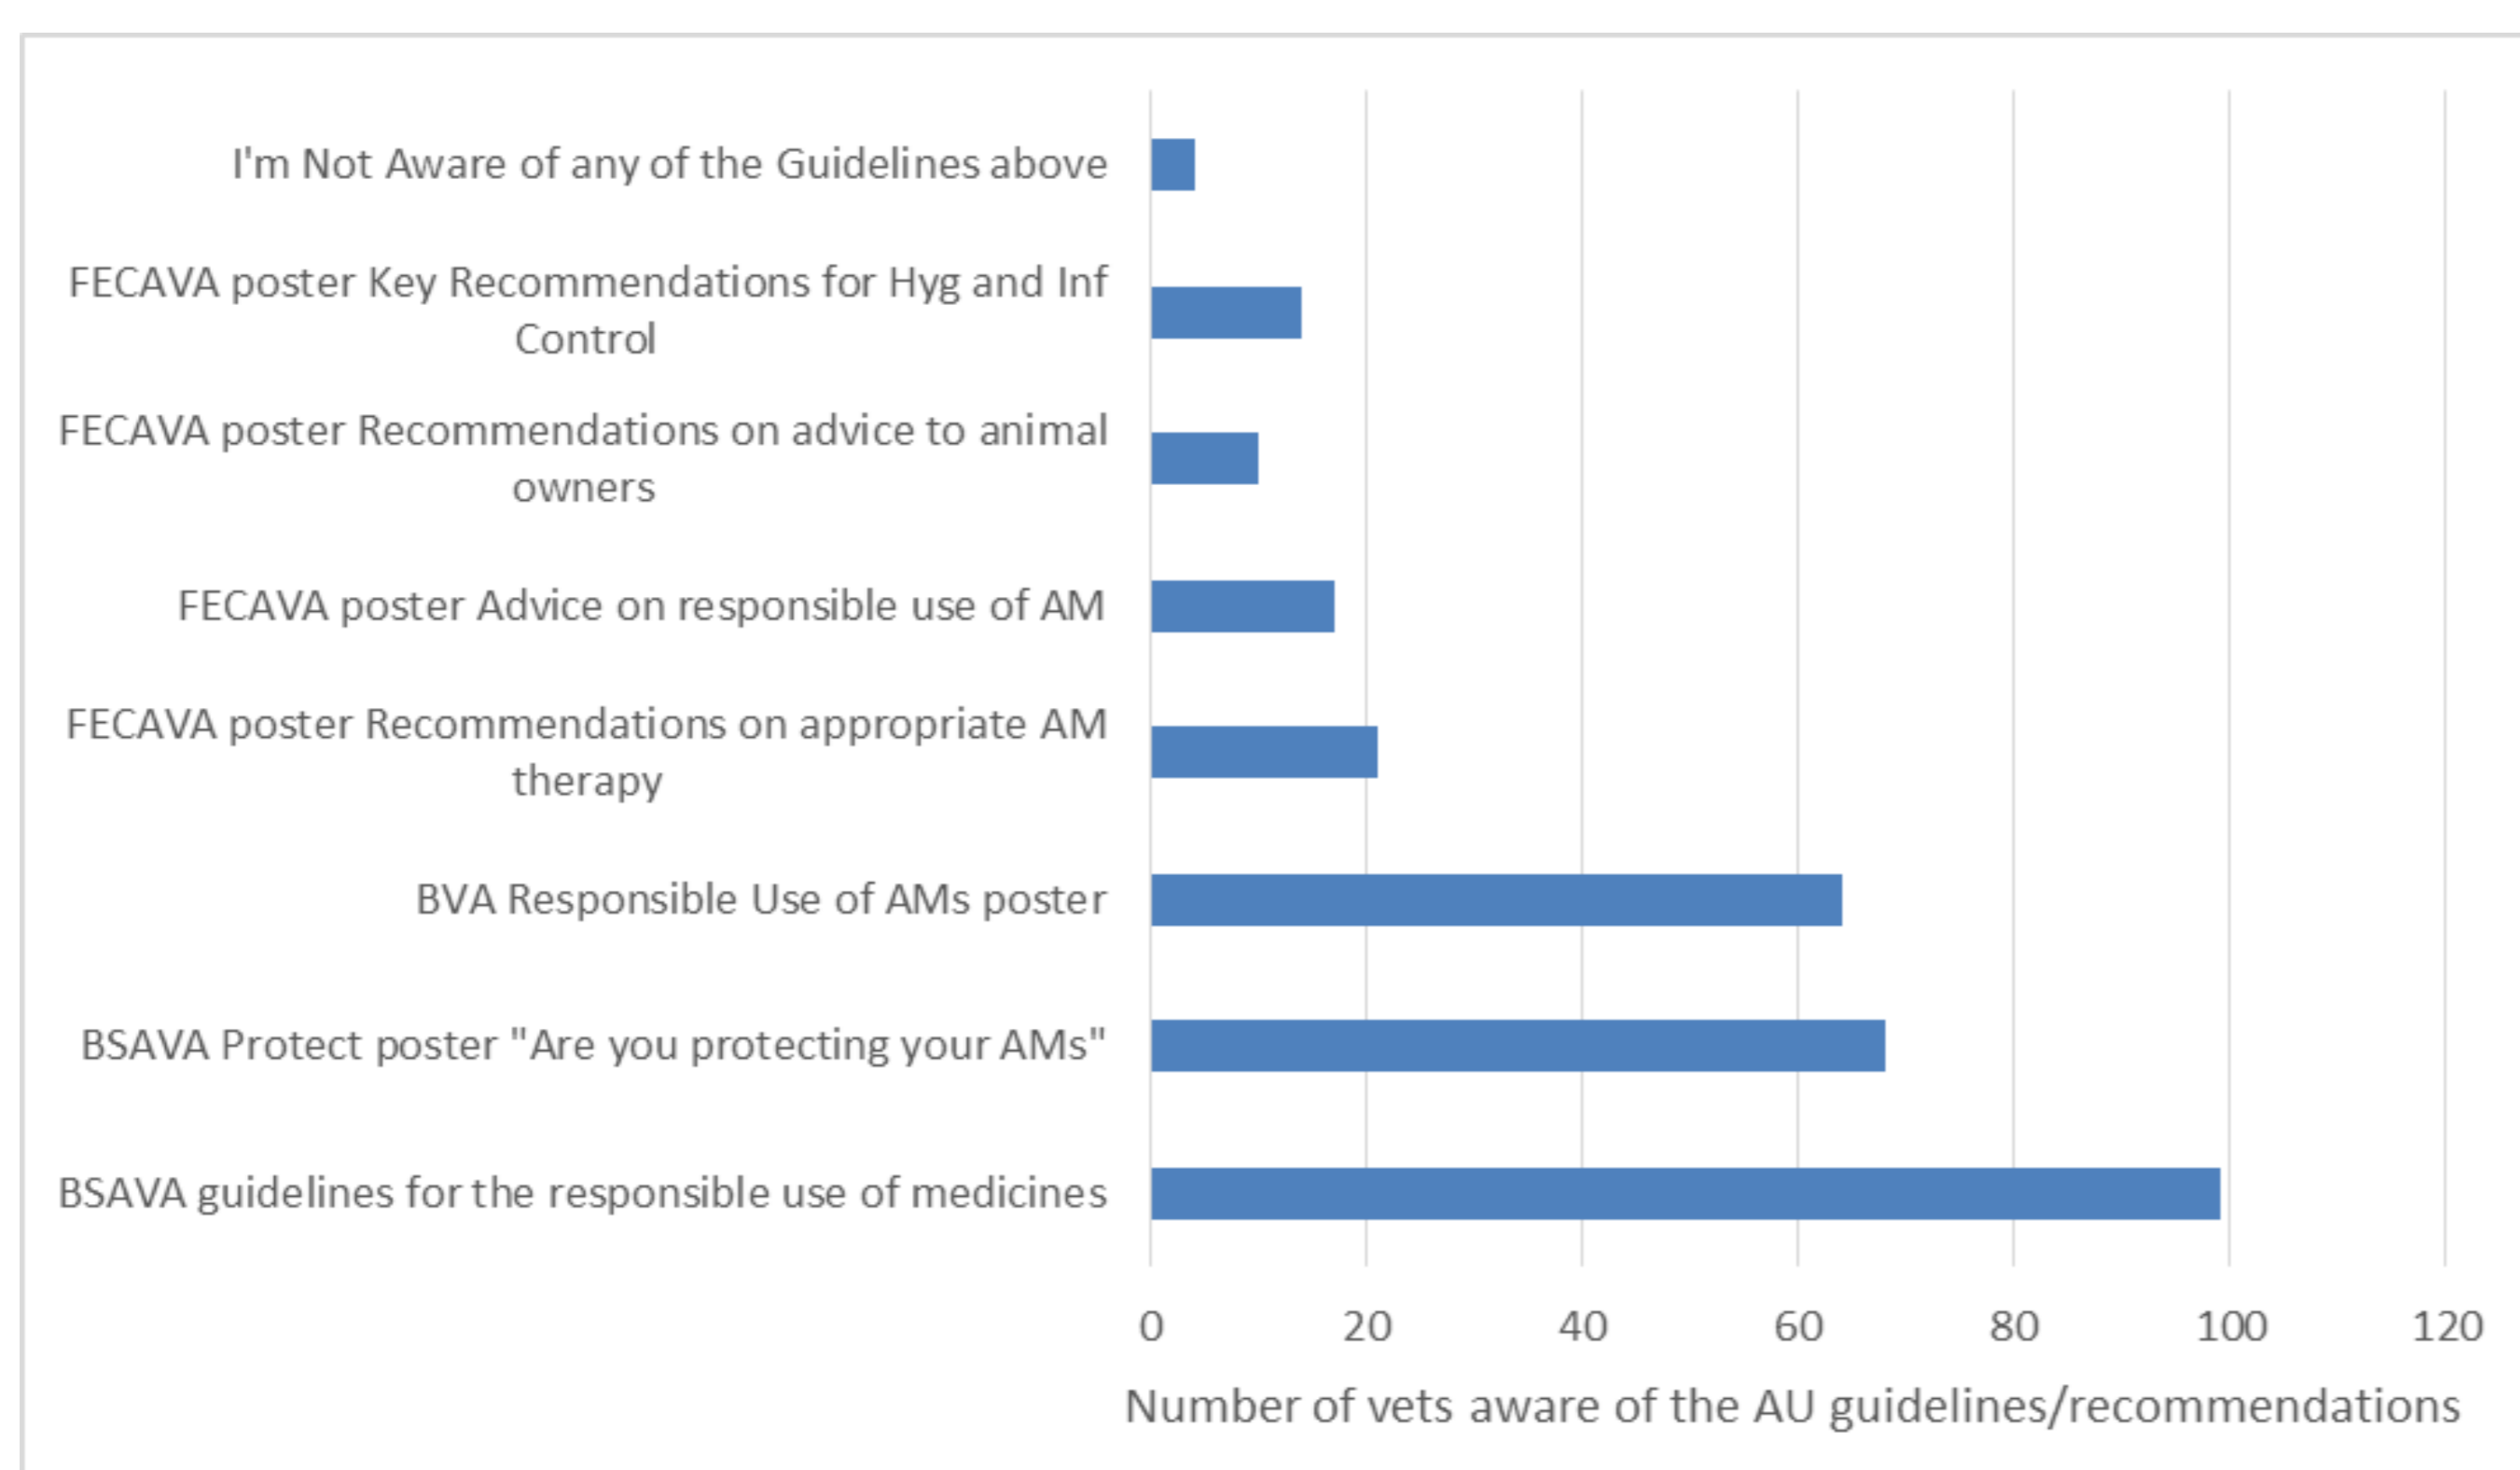 I'm Not Aware of any of the Guidelines above
FECAVA poster Key Recommendations for Hyg and Inf
Control
FECAVA poster Recommendations on advice to animal
owners
FECAVA poster Advice on responsible use of AM
FECAVA poster Recommendations on appropriate AM
therapy
BVA Responsible Use of AMs poster
BSAVA Protect poster "Are you protecting your AMs"
BSAVA guidelines for the responsible use of medicines
0 20 40 60 80 100 120
Number of vets aware of the AU guidelines/recommendations